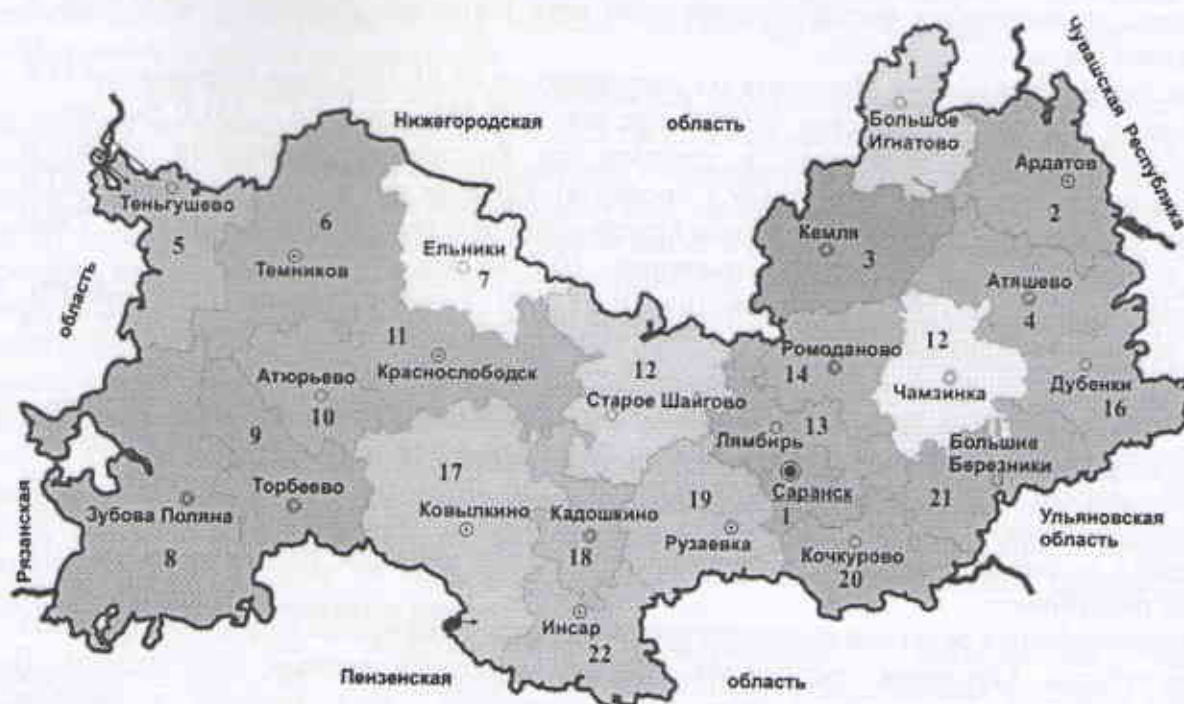 Чувашская Республика
1
Большое
Игнатово
Нижегородская область
Ардатов
2
Теньгушево
5
6
Темников
Ельники
7
Кемля
3
Атяшево
4
область
11
Краснослободск
Атюрьево
10
12
Старое Шайгово
Ромоданово
14
12
Чамзинка
Дубенки
16
9
Лямбирь
13
Большие
Березники
17
Торбеево
Зубова Поляна
8
Ковылкино
Кадошкино
18
19
Рузаевка
Саранск
1
21
Кочкурово
20
Ульяновская
область
Рязанская
Инсар
22
Пензенская область